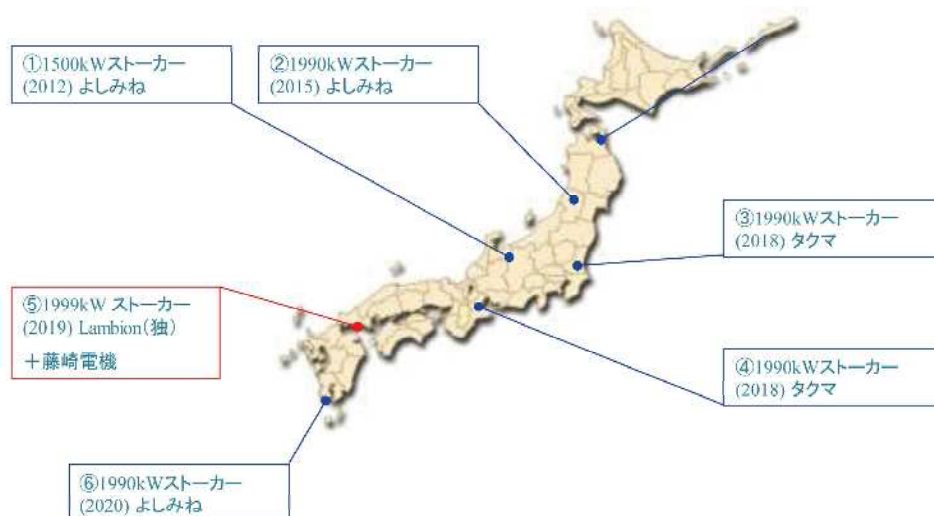 ①1500kWストーカー
(2012) よしみね
②1990kWストーカー
(2015) よしみね
③1990kWストーカー
(2018) タクマ
⑤1999kW ストーカー
(2019) Lambion(独)
+藤崎電機
④1990kWストーカー
(2018) タクマ
⑥1990kWストーカー
(2020) よしみね